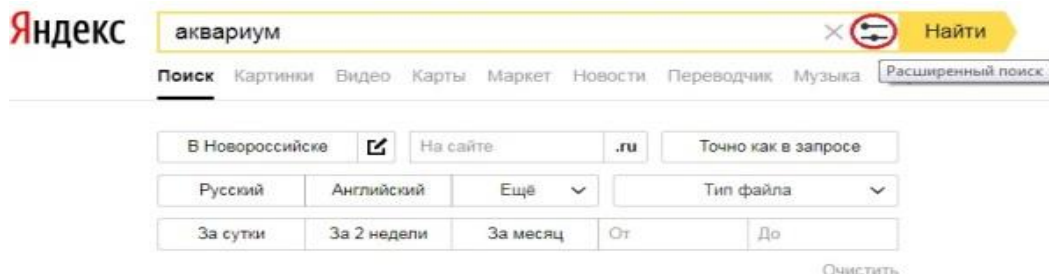 Яндекс аквариум Найти
Поиск Картинки Видео Карты Маркет Новости Переводчик Музыка Расширенный поиск
В Новороссийске На сайте .ru Точно как в запросе
Русский Английский Ещё Тип файла
За сутки За 2 недели За месяц От До
Очистить